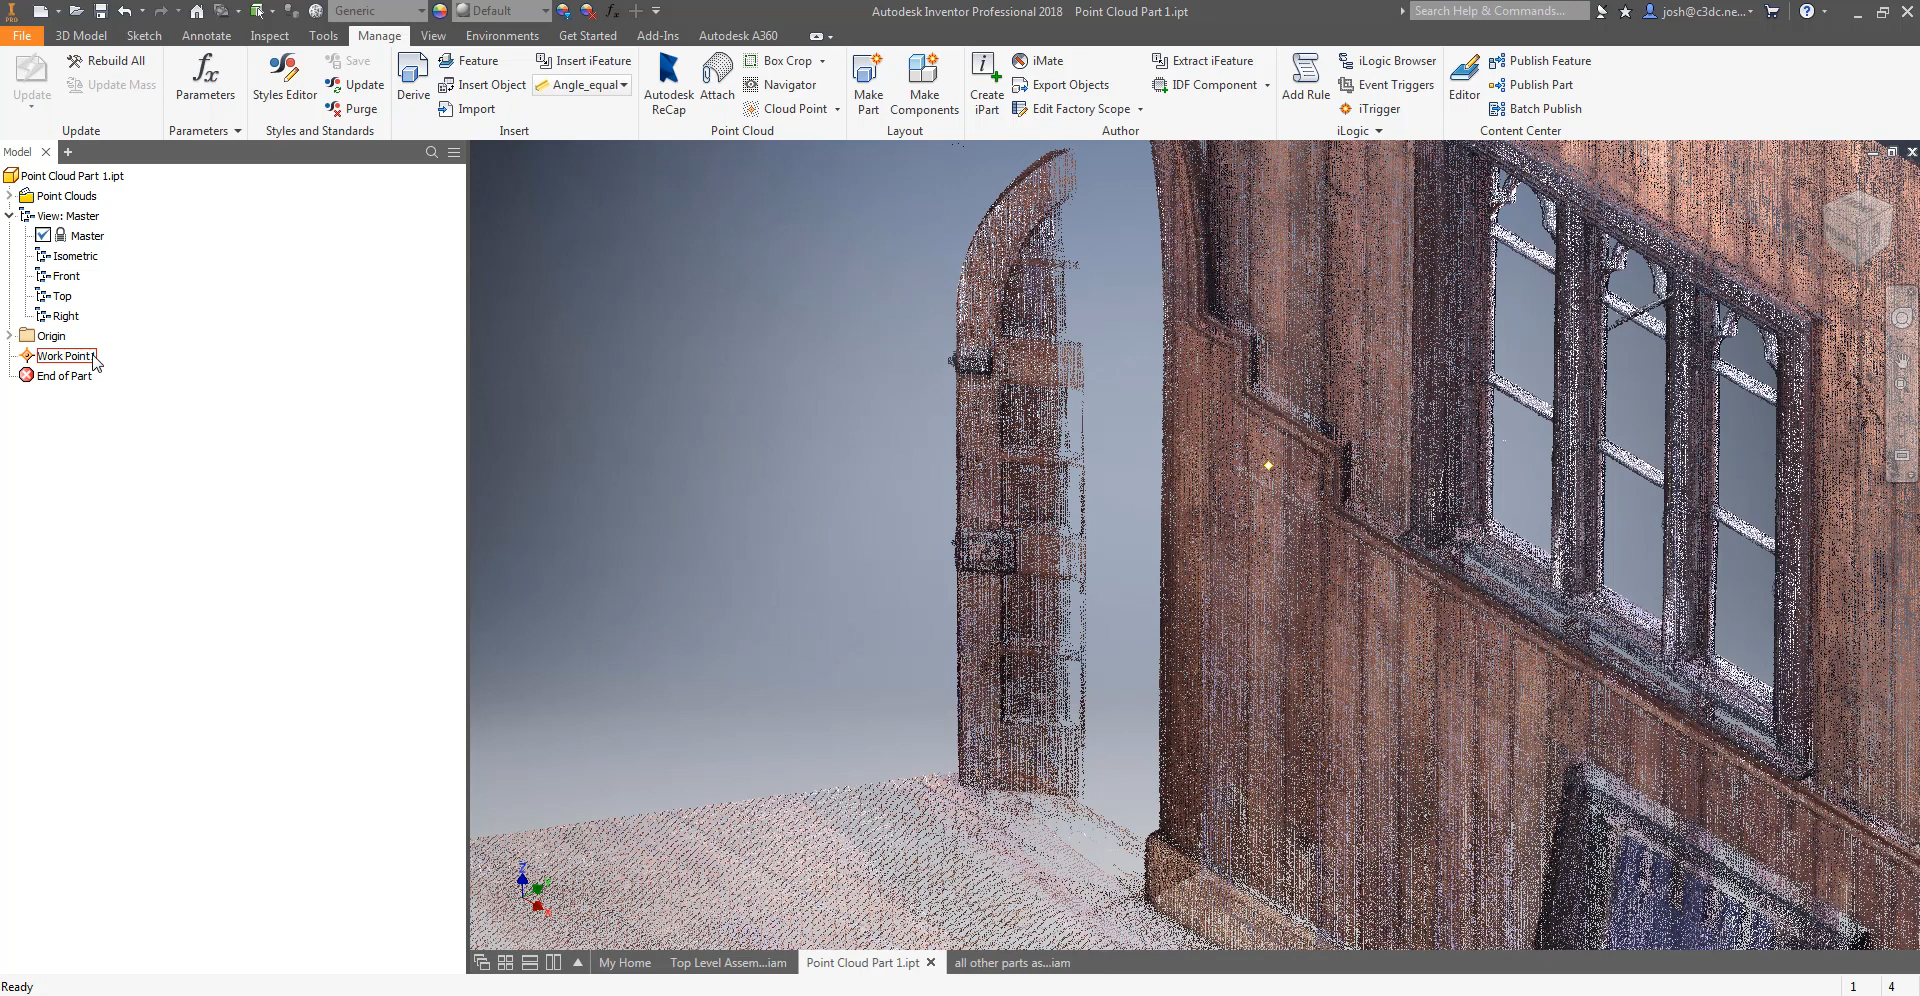 PRO
Generic
Default
fx
Autodesk Inventor Professional 2018 Point Cloud Part 1.ipt
Search Help & Commands...
josh@c3dc.ne...
File
3D Model
Sketch
Annotate
Inspect
Tools
Manage
View
Environments
Get Started
Add-Ins
Autodesk A360
Update
Rebuild All
Update Mass
Update
fx
Parameters
Parameters
Styles Editor
Save
Update
Purge
Styles and Standards
Derive
Feature
Insert Object
Import
Insert iFeature
Angle_equal
Insert
Autodesk
ReCap
Attach
Box Crop
Navigator
Cloud Point
Point Cloud
Make
Part
Make
Components
Layout
Create
iPart
iMate
Export Objects
Edit Factory Scope
Extract iFeature
IDF Component
Author
Add Rule
iLogic Browser
Event Triggers
iTrigger
iLogic
Editor
Publish Feature
Publish Part
Batch Publish
Content Center
Model
Point Cloud Part 1.ipt
Point Clouds
View: Master
Master
Isometric
Front
Top
Right
Origin
Work Point1
End of Part
Z
X
My Home
Top Level Assem...iam
Point Cloud Part 1.ipt
all other parts as...iam
Ready
1
4